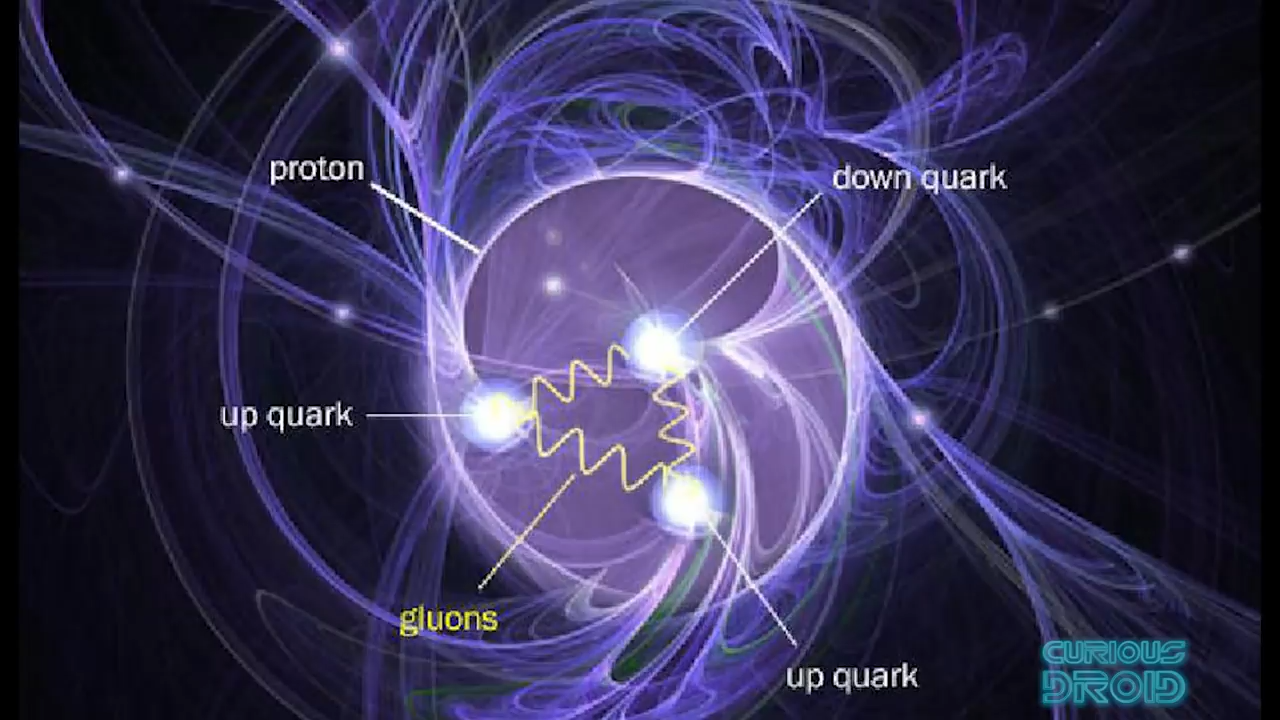 proton
down quark
up quark
gluons
up quark
CURIOUS
DROID